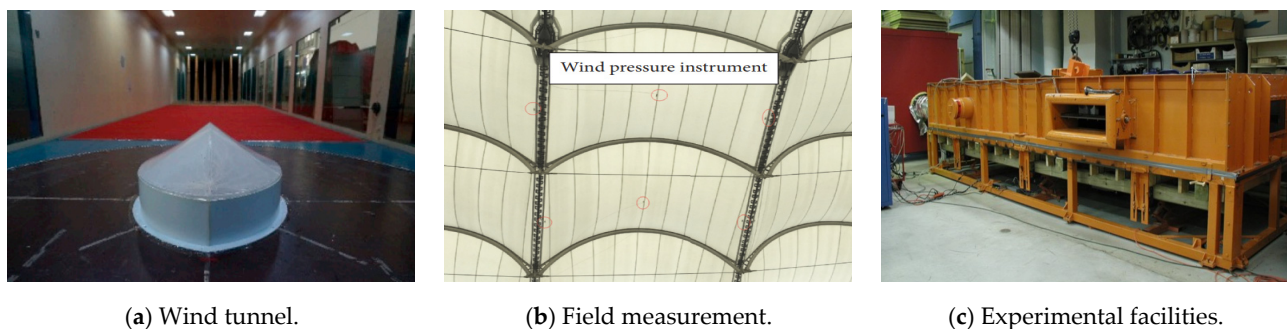 Wind pressure instrument
(a) Wind tunnel.
(b) Field measurement.
(c) Experimental facilities.